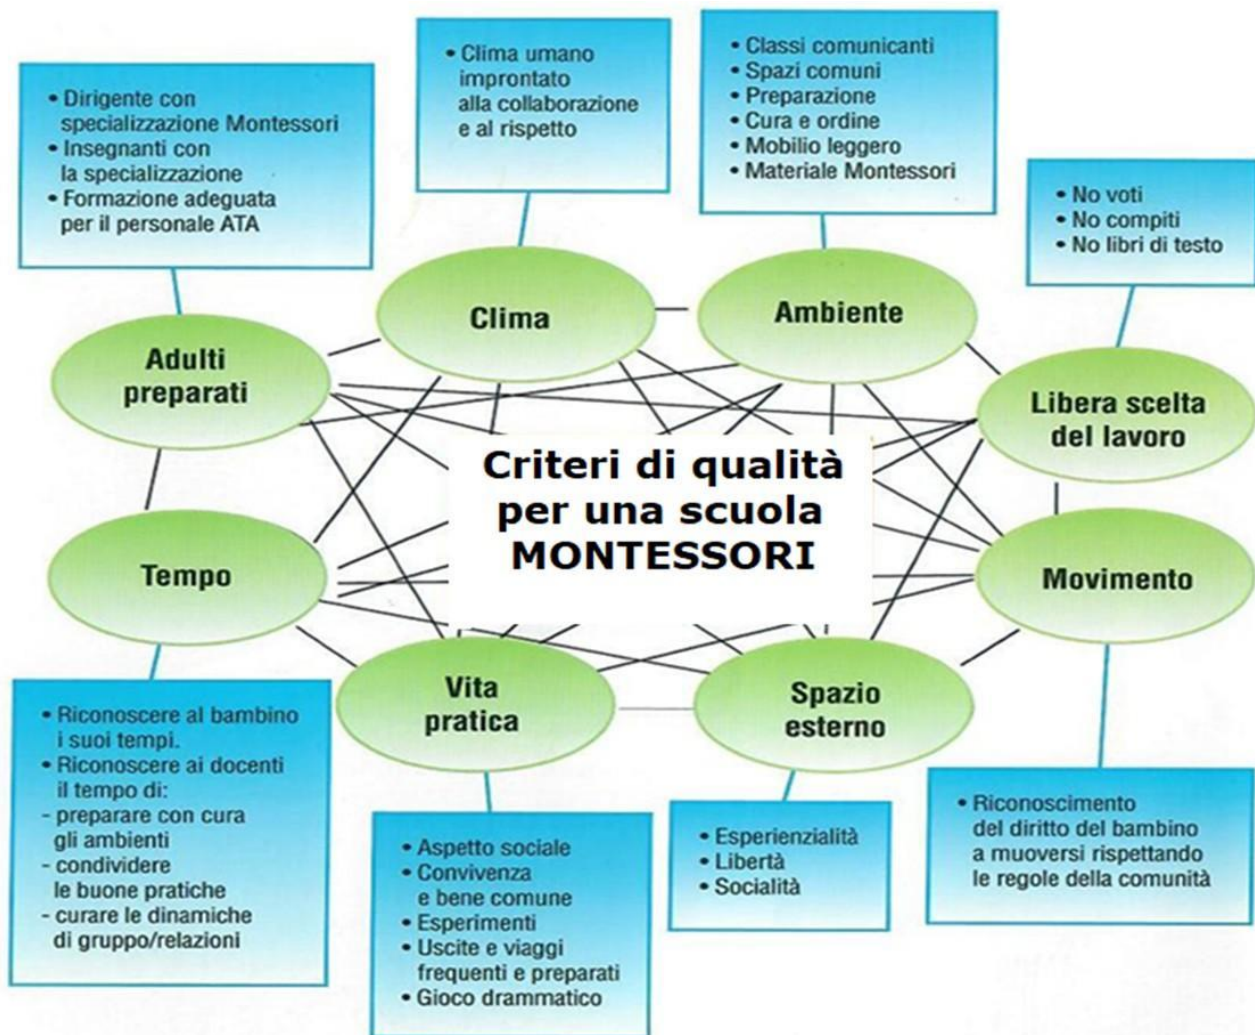 • Dirigente con
specializzazione Montessori
• Insegnanti con
la specializzazione
• Formazione adeguata
per il personale ATA
• Clima umano
improntato
alla collaborazione
e al rispetto
• Classi comunicanti
• Spazi comuni
• Preparazione
• Cura e ordine
• Mobilio leggero
• Materiale Montessori
• No voti
• No compiti
• No libri di testo
Adulti
preparati
Clima
Ambiente
Libera scelta
del lavoro
Criteri di qualità
per una scuola
MONTESSORI
Tempo
Movimento
Vita
pratica
Spazio
esterno
• Riconoscere al bambino
i suoi tempi.
• Riconoscere ai docenti
il tempo di:
- preparare con cura
gli ambienti
- condividere
le buone pratiche
- curare le dinamiche
di gruppo/relazioni
• Aspetto sociale
• Convivenza
e bene comune
• Esperimenti
• Uscite e viaggi
frequenti e preparati
• Gioco drammatico
• Esperienzialità
• Libertà
• Socialità
• Riconoscimento
del diritto del bambino
a muoversi rispettando
le regole della comunità